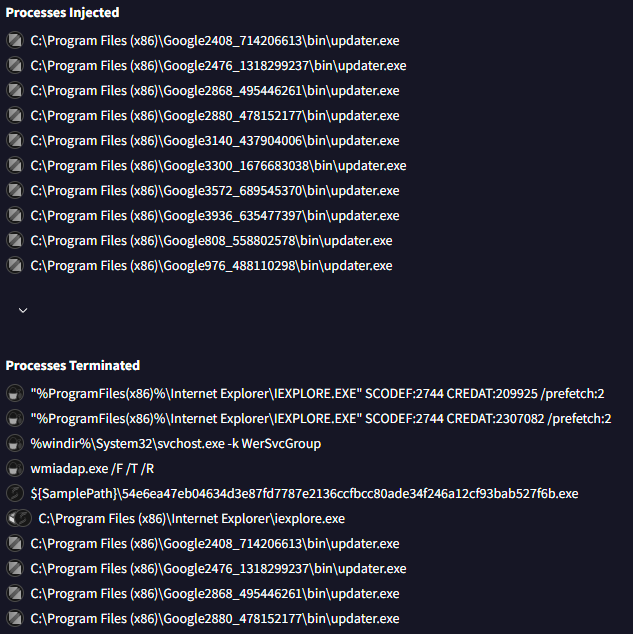 Processes Injected
C:\Program Files (x86)\Google2408_714206613\bin\updater.exe
C:\Program Files (x86)\Google2476_1318299237\bin\updater.exe
C:\Program Files (x86)\Google2868_495446261\bin\updater.exe
C:\Program Files (x86)\Google2880_478152177\bin\updater.exe
C:\Program Files (x86)\Google3140_437904006\bin\updater.exe
C:\Program Files (x86)\Google3300_1676683038\bin\updater.exe
C:\Program Files (x86)\Google3572_689545370\bin\updater.exe
C:\Program Files (x86)\Google3936_635477397\bin\updater.exe
C:\Program Files (x86)\Google808_558802578\bin\updater.exe
C:\Program Files (x86)\Google976_488110298\bin\updater.exe
Processes Terminated
"%ProgramFiles(x86)%\Internet Explorer\IEXPLORE.EXE" SCODEF:2744 CREDAT:209925 /prefetch:2
"%ProgramFiles(x86)%\Internet Explorer\IEXPLORE.EXE" SCODEF:2744 CREDAT:2307082 /prefetch:2
%windir%\System32\svchost.exe -k WerSvcGroup
wmiadap.exe /F /T /R
${SamplePath}\54e6ea47eb04634d3e87fd7787e2136ccfbcc80ade34f246a12cf93bab527f6b.exe
C:\Program Files (x86)\Internet Explorer\iexplore.exe
C:\Program Files (x86)\Google2408_714206613\bin\updater.exe
C:\Program Files (x86)\Google2476_1318299237\bin\updater.exe
C:\Program Files (x86)\Google2868_495446261\bin\updater.exe
C:\Program Files (x86)\Google2880_478152177\bin\updater.exe